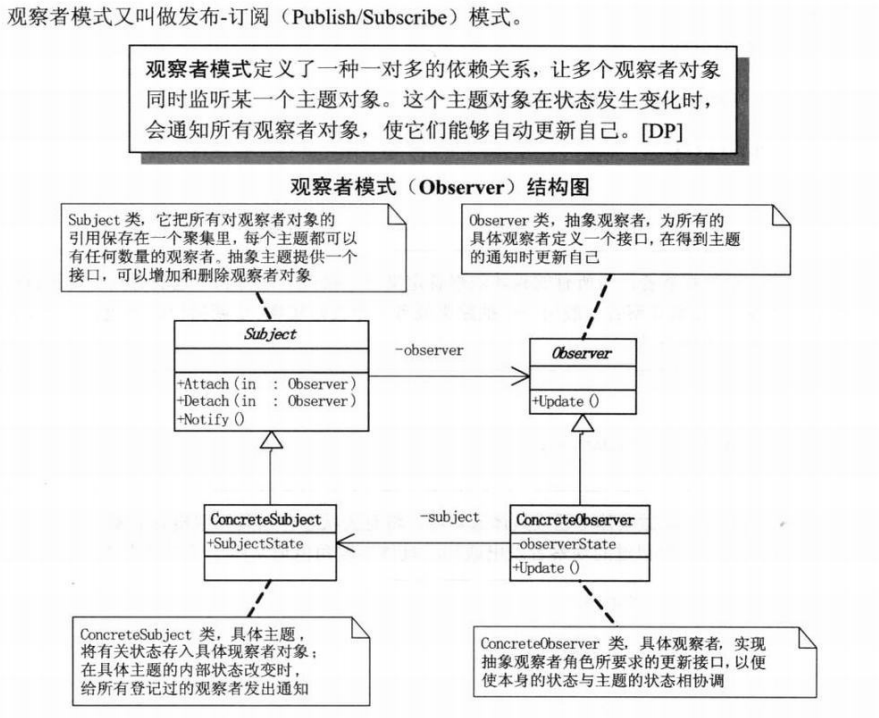 观察者模式又叫做发布-订阅（Publish/Subscribe）模式。
观察者模式定义了一种一对多的依赖关系，让多个观察者对象
同时监听某一个主题对象。这个主题对象在状态发生变化时，
会通知所有观察者对象，使它们能够自动更新自己。[DP]
观察者模式（Observer）结构图
Subject 类，它把所有对观察者对象的
引用保存在一个聚集里，每个主题都可以
有任何数量的观察者。抽象主题提供一个
接口，可以增加和删除观察者对象
Observer 类，抽象观察者，为所有的
具体观察者定义一个接口，在得到主题
的通知时更新自己
Subject
+Attach(in : Observer)
+Detach(in : Observer)
+Notify()
-observer
Observer
+Update()
ConcreteSubject
+SubjectState
-subject
ConcreteObserver
-observerState
+Update()
ConcreteSubject 类，具体主题，
将有关状态存入具体现察者对象；
在具体主题的内部状态改变时，
给所有登记过的观察者发出通知
ConcreteObserver 类，具体观察者，实现
抽象观察者角色所要求的更新接口，以便
使本身的状态与主题的状态相协调